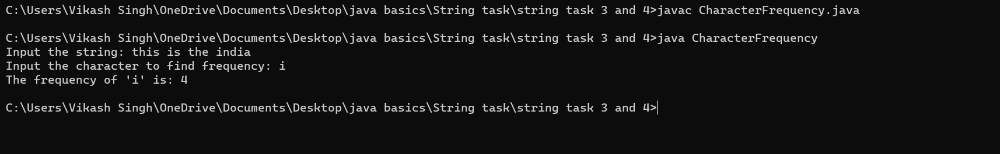 C:\Users\Vikash Singh\OneDrive\Documents\Desktop\java basics\String task\string task 3 and 4>javac CharacterFrequency.java
C:\Users\Vikash Singh\OneDrive\Documents\Desktop\java basics\String task\string task 3 and 4>java CharacterFrequency
Input the string: this is the india
Input the character to find frequency: i
The frequency of 'i' is: 4
C:\Users\Vikash Singh\OneDrive\Documents\Desktop\java basics\String task\string task 3 and 4>